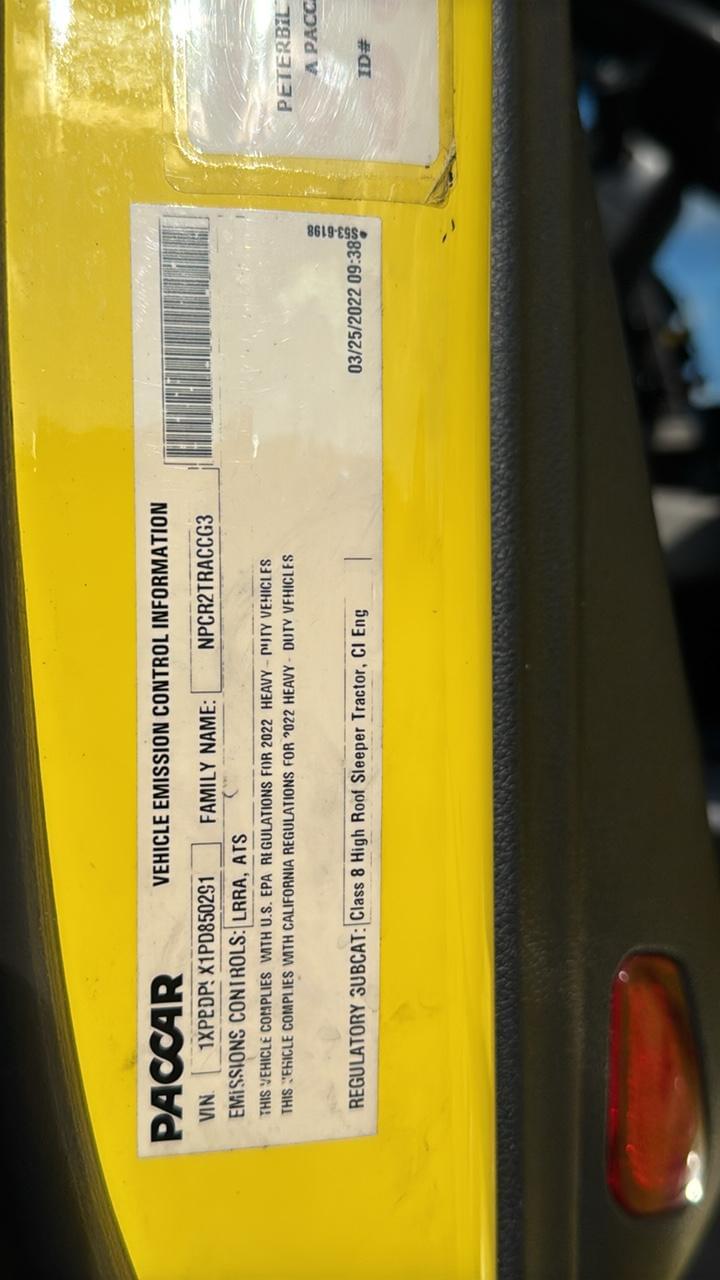 PETERBIL
A PACC
ID#
PACCAR
VEHICLE EMISSION CONTROL INFORMATION
VIN FAMILY NAME: NPCR2TRACCG3
EMISSIONS CONTROLS: LRRA, ATS
THIS VEHICLE COMPLIES WITH U.S. EPA REGULATIONS FOR 2022 HEAVY - DUTY VEHICLES
THIS VEHICLE COMPLIES WITH CALIFORNIA REGULATIONS FOR 2022 HEAVY - DUTY VEHICLES
REGULATORY SUBCAT: Class 8 High Roof Sleeper Tractor, CI Eng
03/25/2022 09:38
S53-6198